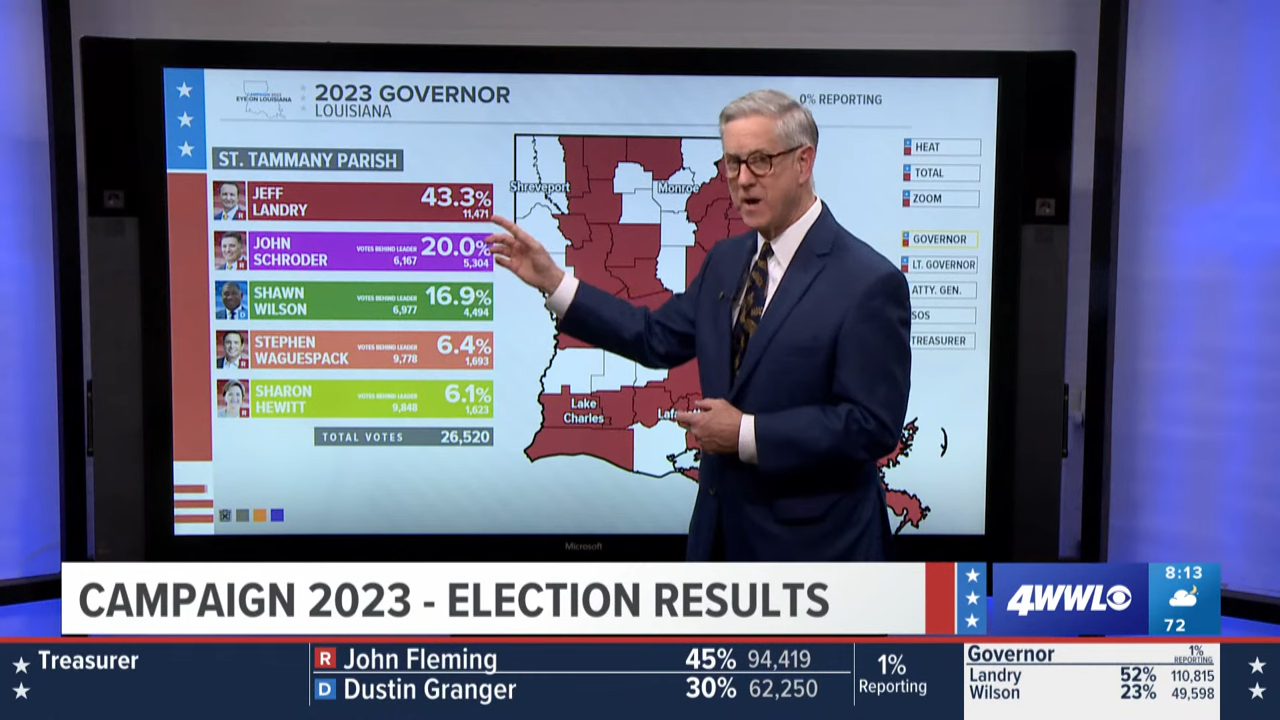 CAMPAIGN 2023
EYE ON LOUISIANA
2023 GOVERNOR
LOUISIANA
0% REPORTING
ST. TAMMANY PARISH
JEFF
LANDRY
43.3%
11,471
R
JOHN
SCHRODER
VOTES BEHIND LEADER
6,167
20.0%
5,304
R
SHAWN
WILSON
VOTES BEHIND LEADER
6,977
16.9%
4,494
D
STEPHEN
WAGUESPACK
VOTES BEHIND LEADER
9,778
6.4%
1,693
R
SHARON
HEWITT
VOTES BEHIND LEADER
9,848
6.1%
1,623
R
TOTAL VOTES 26,520
Shreveport
Monroe
Lake
Charles
HEAT
TOTAL
ZOOM
GOVERNOR
LT. GOVERNOR
ATTY. GEN.
SOS
TREASURER
Microsoft
CAMPAIGN 2023 - ELECTION RESULTS
4WWL
8:13
72
Treasurer
R John Fleming 45% 94,419
D Dustin Granger 30% 62,250
1%
Reporting
Governor 1%
REPORTING
Landry 52% 110,815
Wilson 23% 49,598